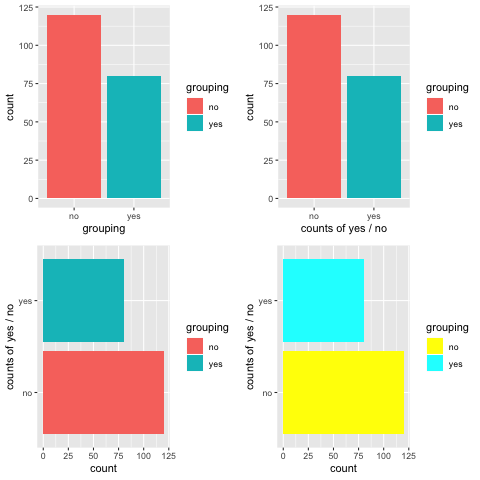 125
100
75
50
25
0
count
no
yes
grouping
grouping
no
yes
125
100
75
50
25
0
count
no
yes
counts of yes / no
grouping
no
yes
yes
no
counts of yes / no
0
25
50
75
100
125
count
grouping
no
yes
yes
no
counts of yes / no
0
25
50
75
100
125
count
grouping
no
yes